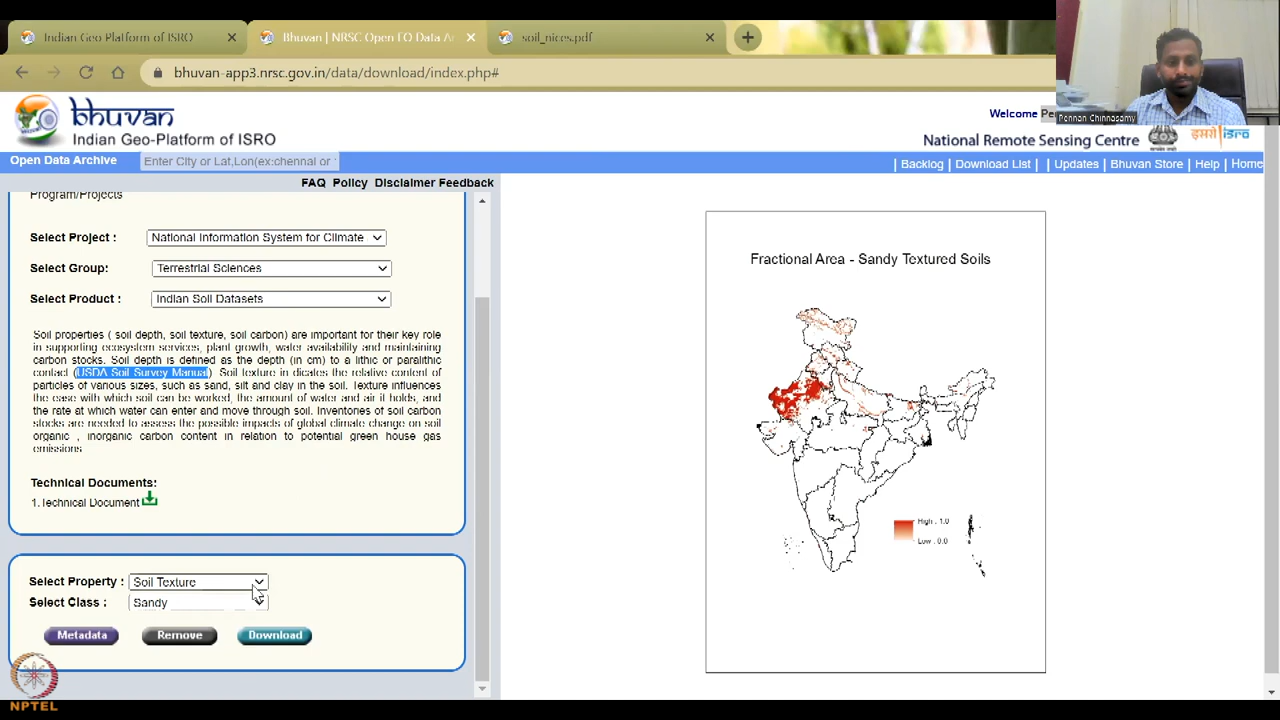 Indian Geo Platform of ISRO
Bhuvan | NRSC Open EO Data Ar
soil_nices.pdf
bhuvan-app3.nrsc.gov.in/data/download/index.php#
Pennan Chinnasamy
bhuvan
Indian Geo-Platform of ISRO
Welcome Pe
National Remote Sensing Centre
इसरो isro
Open Data Archive
Enter City or Lat,Lon(ex:chennai or
| Backlog | Download List | | Updates | Bhuvan Store | Help | Home
FAQ Policy Disclaimer Feedback
Program/Projects
Select Project : National Information System for Climate
Select Group: Terrestrial Sciences
Select Product : Indian Soil Datasets
Soil properties ( soil depth, soil texture, soil carbon) are important for their key role
in supporting ecosystem services, plant growth, water availability and maintaining
carbon stocks. Soil depth is defined as the depth (in cm) to a lithic or paralithic
contact (USDA Soil Survey Manual). Soil texture in dicates the relative content of
particles of various sizes, such as sand, silt and clay in the soil. Texture influences
the ease with which soil can be worked, the amount of water and air it holds, and
the rate at which water can enter and move through soil. Inventories of soil carbon
stocks are needed to assess the possible impacts of global climate change on soil
organic , inorganic carbon content in relation to potential green house gas
emissions
Technical Documents:
1.Technical Document
Select Property : Soil Texture
Select Class : Sandy
Metadata Remove Download
Fractional Area - Sandy Textured Soils
High : 1.0
Low : 0.0
NPTEL